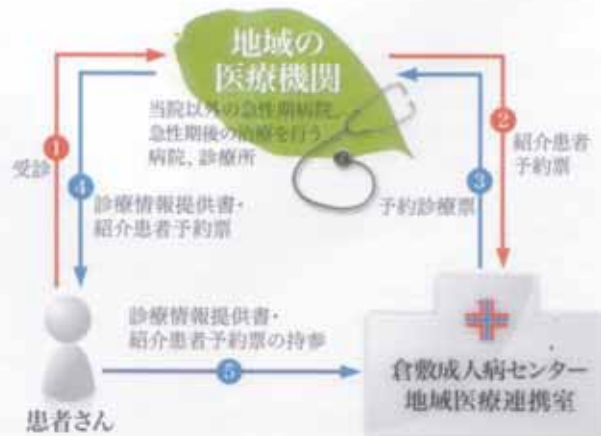 地域の
医療機関
当院以外の急性期病院、
急性期後の治療を行う
病院、診療所
1
受診
2
紹介患者
予約票
3
予約診療票
4
診療情報提供書・
紹介患者予約票
診療情報提供書・
紹介患者予約票の持参
5
患者さん
倉敷成人病センター
地域医療連携室